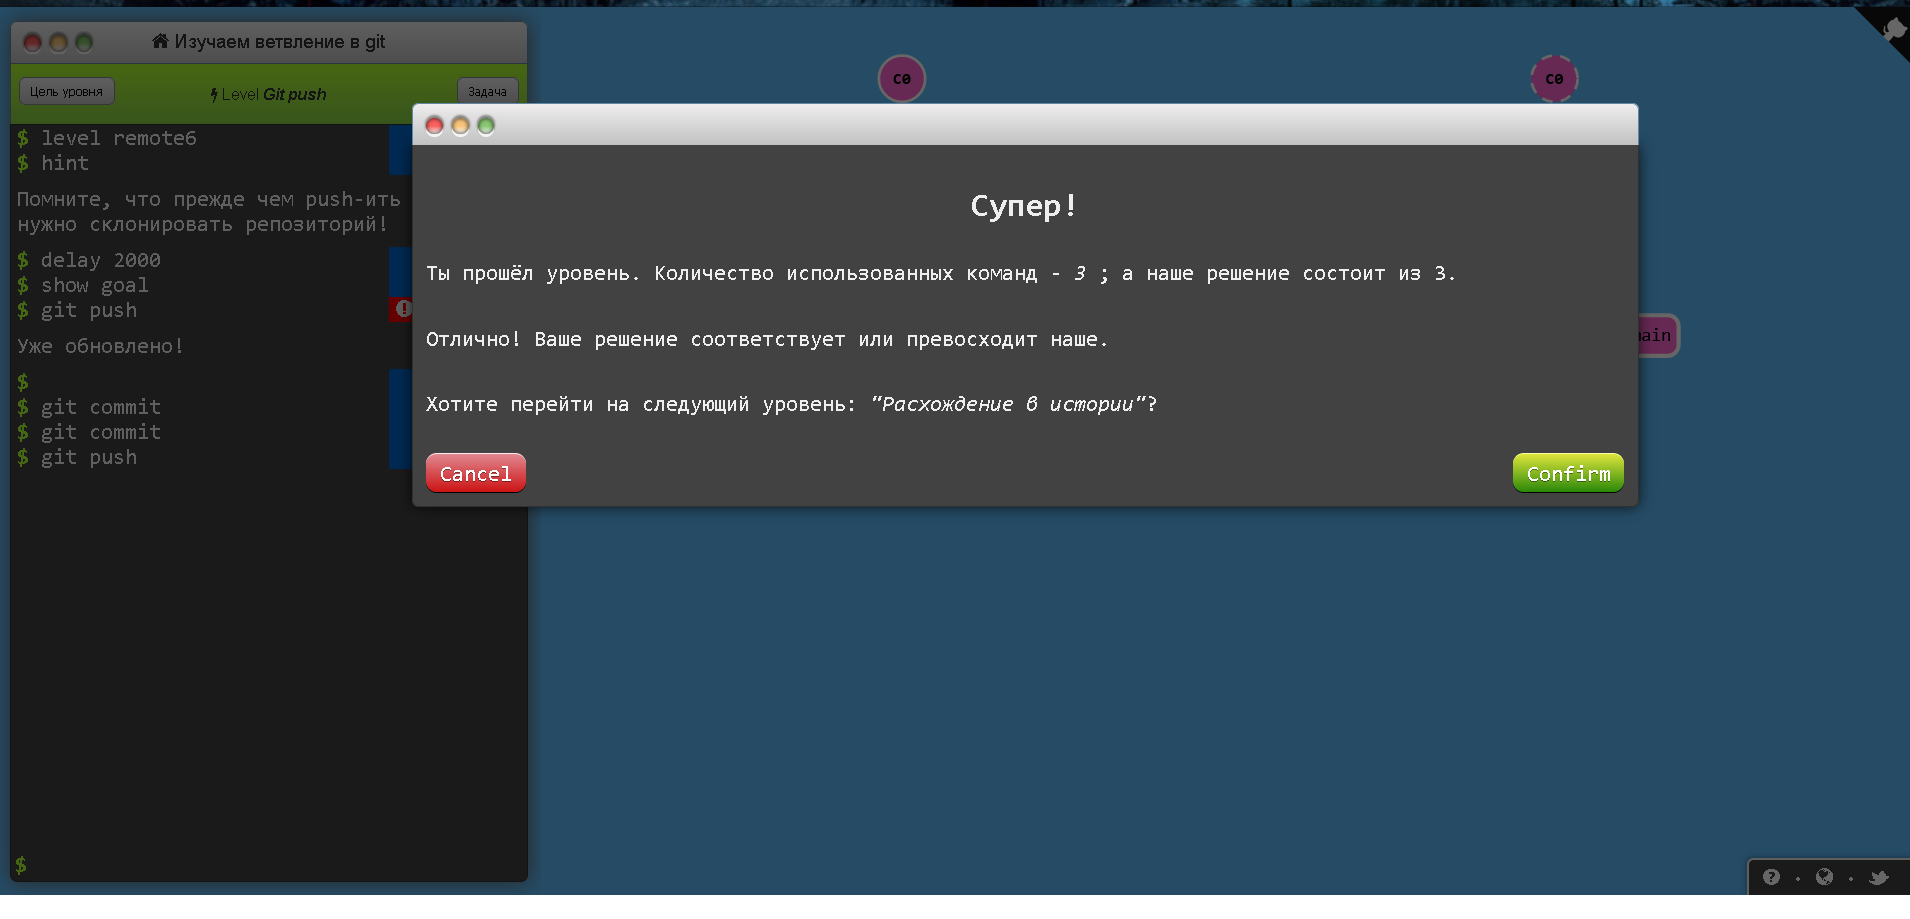 Изучаем ветвление в git
Цель уровня
Level Git push
Задача
$ level remote6
$ hint
Помните, что прежде чем push-ить
нужно склонировать репозиторий!
$ delay 2000
$ show goal
$ git push
Уже обновлено!
$
$ git commit
$ git commit
$ git push
$
c0
c0
Супер!
Ты прошёл уровень. Количество использованных команд - 3 ; а наше решение состоит из 3.
Отлично! Ваше решение соответствует или превосходит наше.
Хотите перейти на следующий уровень: “Расхождение в истории”?
Cancel
Confirm